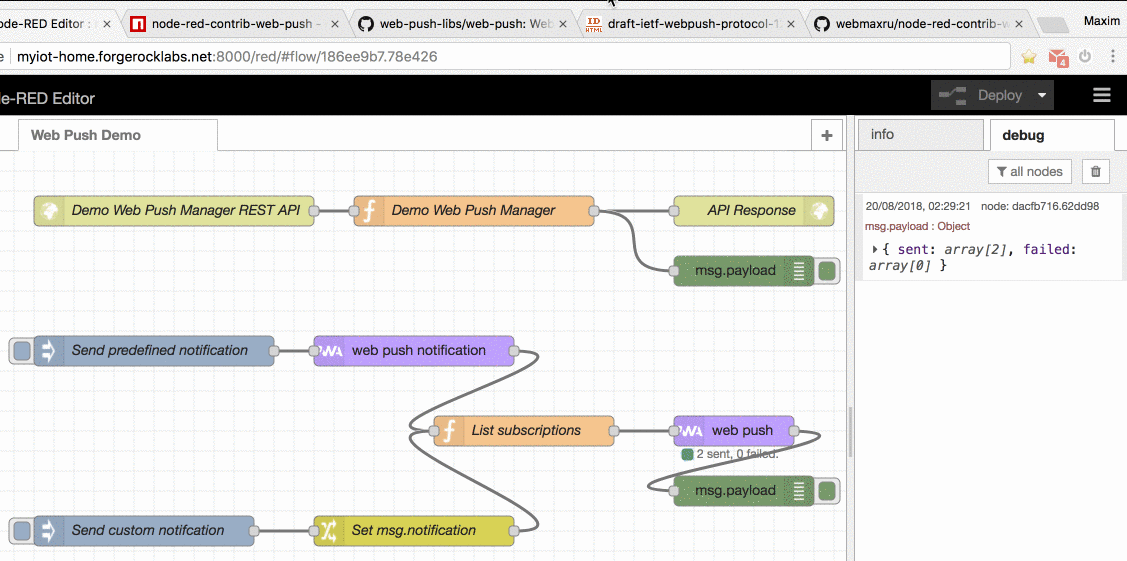 ode-RED Editor :
node-red-contrib-web-push -
web-push-libs/web-push: Web
draft-ietf-webpush-protocol-1
webmaxru/node-red-contrib-w
Maxim
e myiot-home.forgerocklabs.net:8000/red/#flow/186ee9b7.78e426
4
de-RED Editor
Deploy
Web Push Demo
+
info
debug
all nodes
20/08/2018, 02:29:21 node: dacfb716.62dd98
msg.payload : Object
{ sent: array[2], failed:
array[0] }
Demo Web Push Manager REST API
Demo Web Push Manager
API Response
msg.payload
Send predefined notification
web push notification
List subscriptions
web push
2 sent, 0 failed.
msg.payload
Send custom notifcation
Set msg.notification